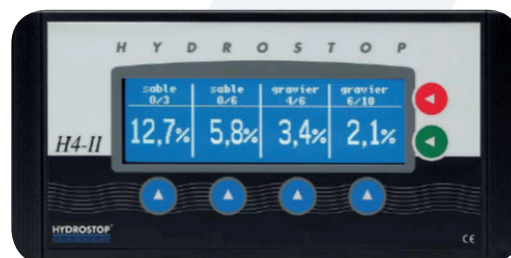 H Y D R O S T O P
sable sable gravier gravier
0/3 0/6 4/6 6/10
12,7% 5,8% 3,4% 2,1%
H4-II
HYDROSTOP
CE